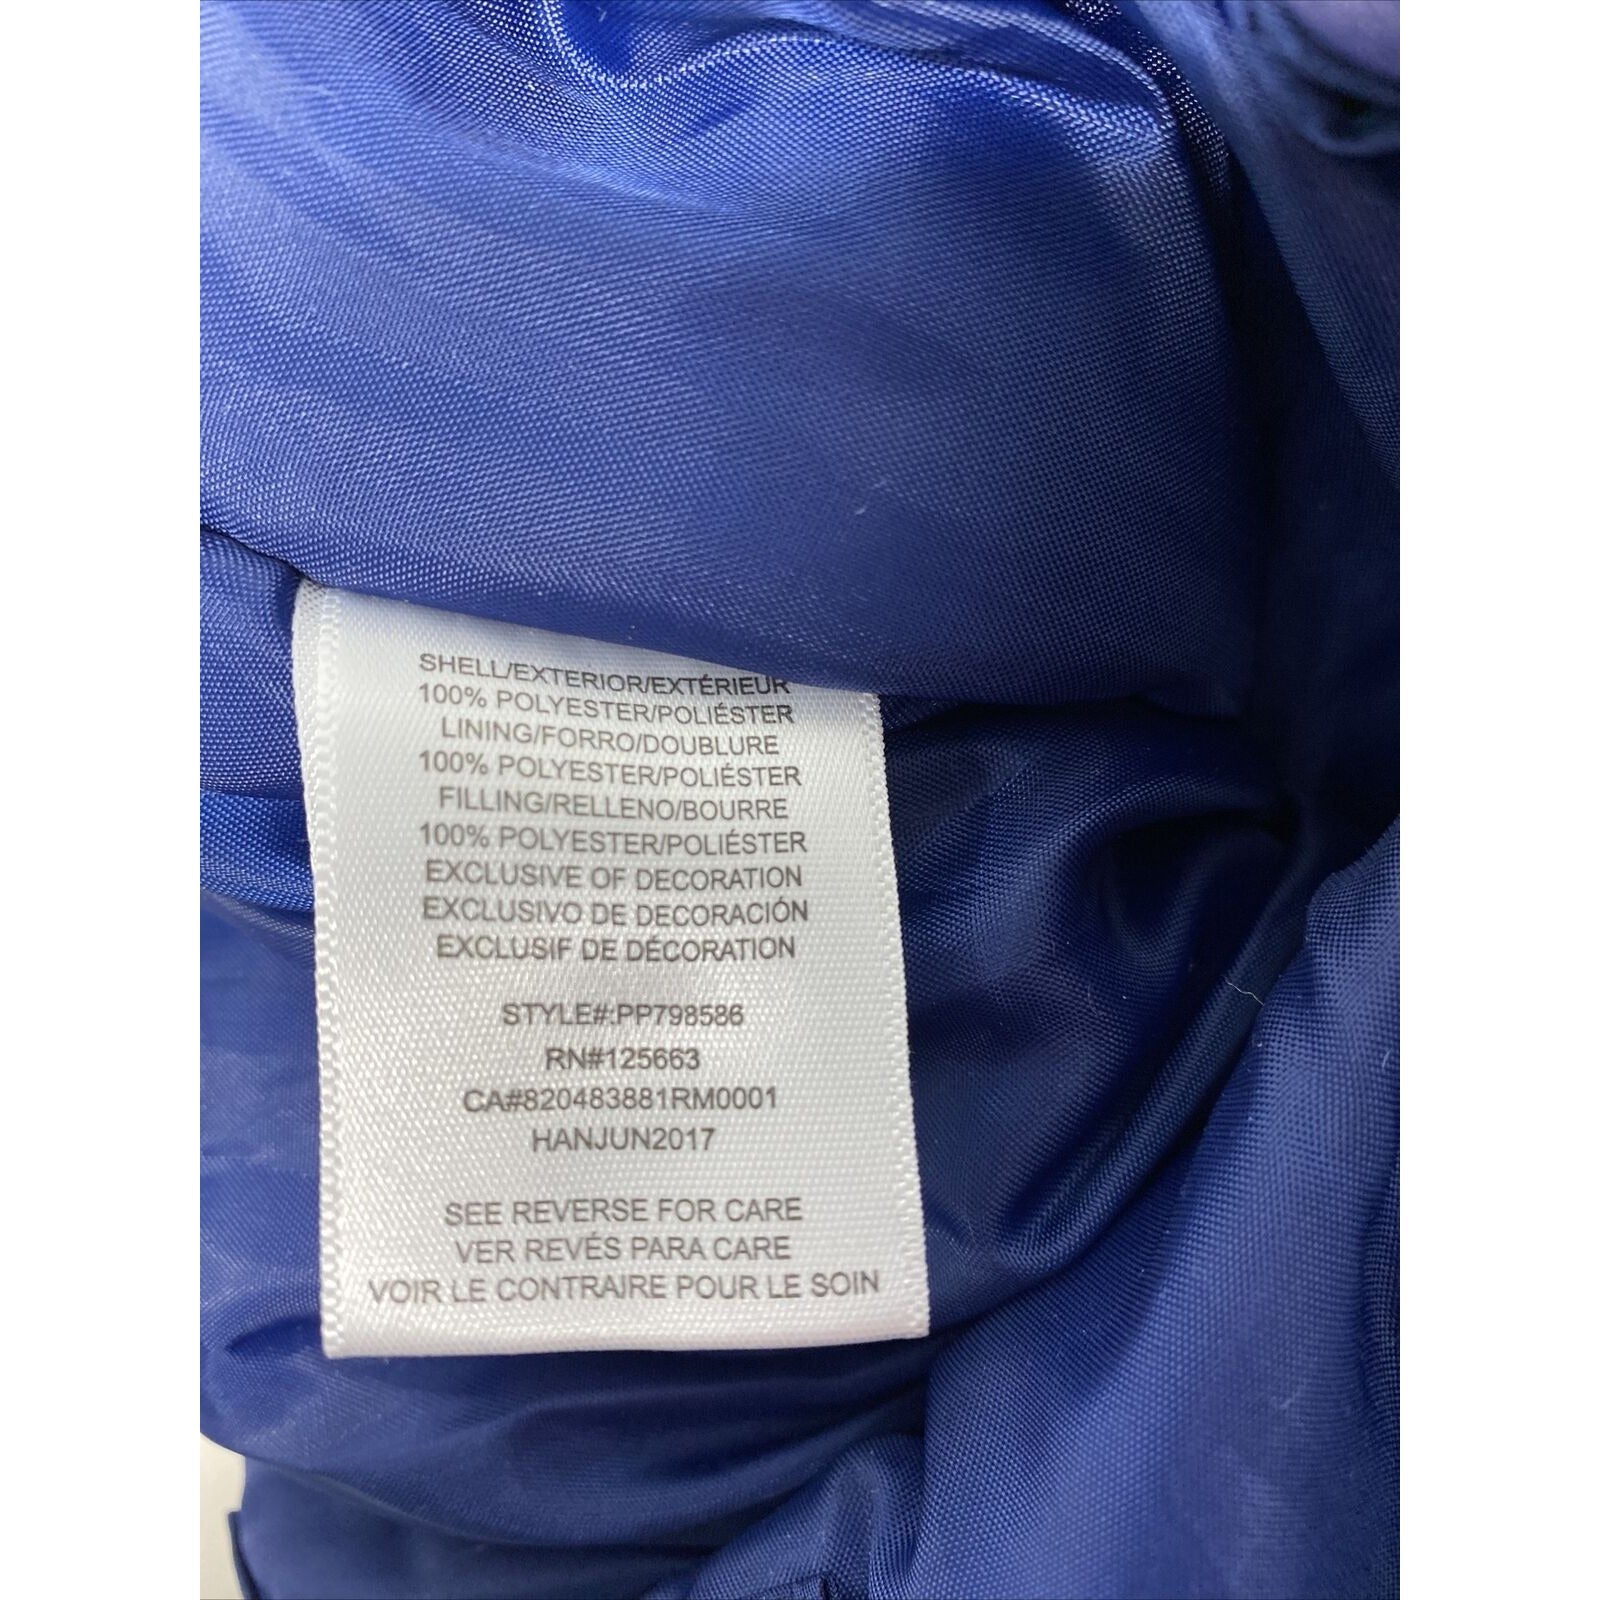 SHELL/EXTERIOR/EXTÉRIEUR
100% POLYESTER/POLIÉSTER
LINING/FORRO/DOUBLURE
100% POLYESTER/POLIÉSTER
FILLING/RELLENO/BOURRE
100% POLYESTER/POLIÉSTER
EXCLUSIVE OF DECORATION
EXCLUSIVO DE DECORACIÓN
EXCLUSIF DE DÉCORATION
STYLE#:PP798586
RN#125663
CA#820483881RM0001
HANJUN2017
SEE REVERSE FOR CARE
VER REVÉS PARA CARE
VOIR LE CONTRAIRE POUR LE SOIN